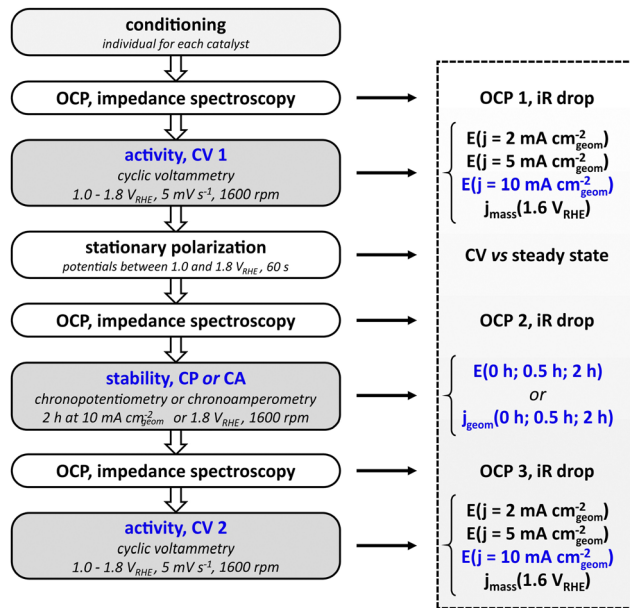 conditioning
individual for each catalyst
OCP, impedance spectroscopy
OCP 1, iR drop
activity, CV 1
cyclic voltammetry
1.0 - 1.8 V_RHE, 5 mV s⁻¹, 1600 rpm
E(j = 2 mA cm⁻²_geom)
E(j = 5 mA cm⁻²_geom)
E(j = 10 mA cm⁻²_geom)
j_mass(1.6 V_RHE)
stationary polarization
potentials between 1.0 and 1.8 V_RHE, 60 s
CV vs steady state
OCP, impedance spectroscopy
OCP 2, iR drop
stability, CP or CA
chronopotentiometry or chronoamperometry
2 h at 10 mA cm⁻²_geom or 1.8 V_RHE, 1600 rpm
E(0 h; 0.5 h; 2 h)
or
j_geom(0 h; 0.5 h; 2 h)
OCP, impedance spectroscopy
OCP 3, iR drop
activity, CV 2
cyclic voltammetry
1.0 - 1.8 V_RHE, 5 mV s⁻¹, 1600 rpm
E(j = 2 mA cm⁻²_geom)
E(j = 5 mA cm⁻²_geom)
E(j = 10 mA cm⁻²_geom)
j_mass(1.6 V_RHE)